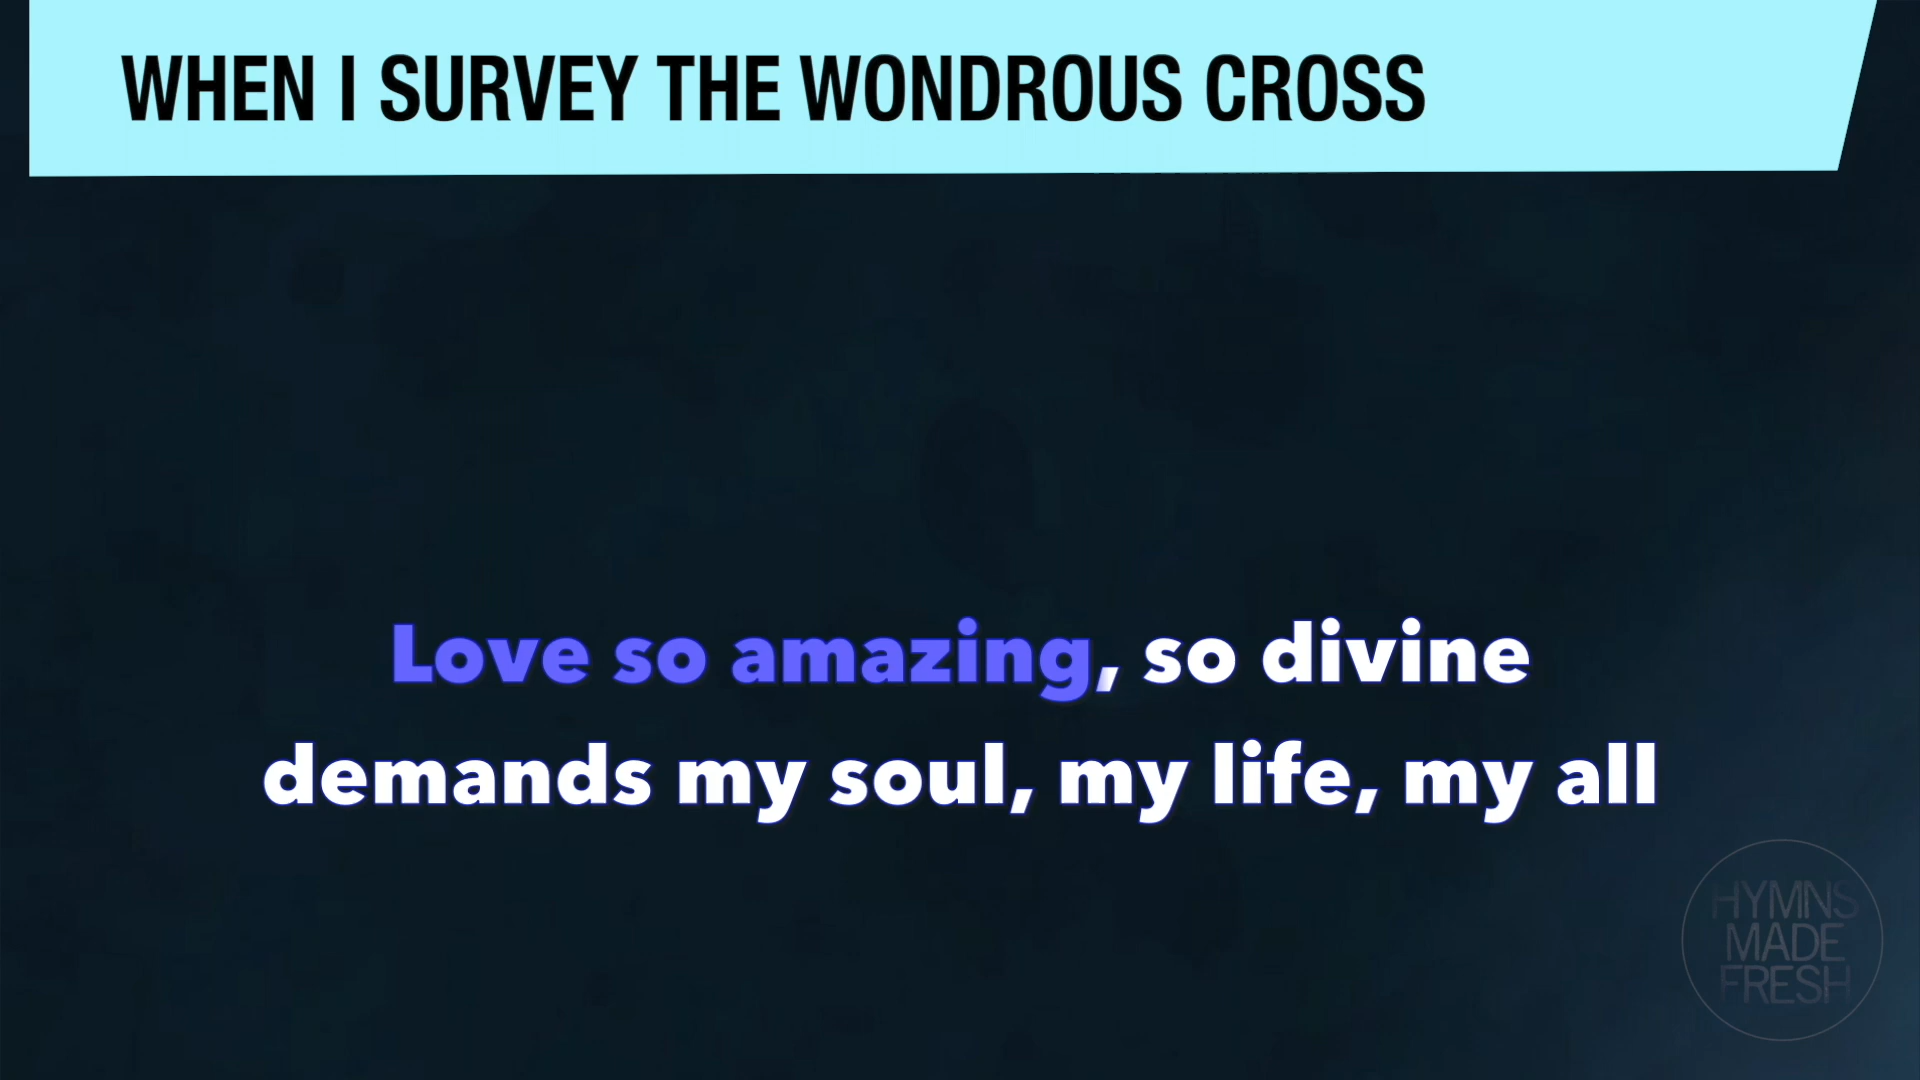 WHEN I SURVEY THE WONDROUS CROSS
Love so amazing, so divine
demands my soul, my life, my all
HYMNS
MADE
FRESH